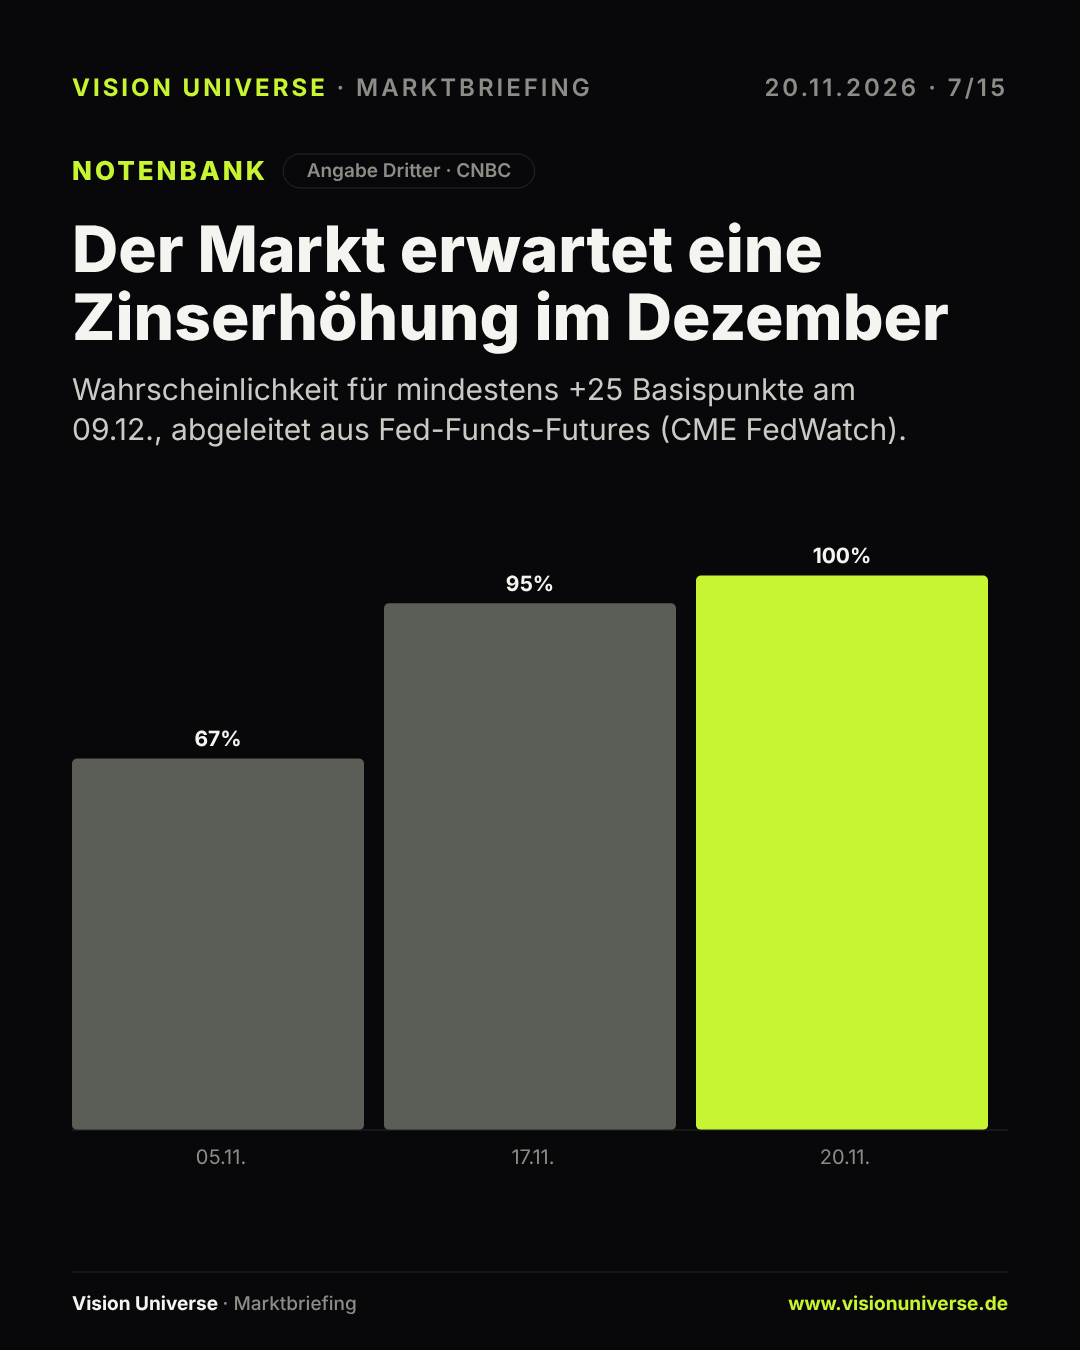 VISION UNIVERSE · MARKTBRIEFING
20.11.2026 · 7/15
NOTENBANK
Angabe Dritter · CNBC
Der Markt erwartet eine
Zinserhöhung im Dezember
Wahrscheinlichkeit für mindestens +25 Basispunkte am
09.12., abgeleitet aus Fed-Funds-Futures (CME FedWatch).
67%
95%
100%
05.11.
17.11.
20.11.
Vision Universe · Marktbriefing
www.visionuniverse.de